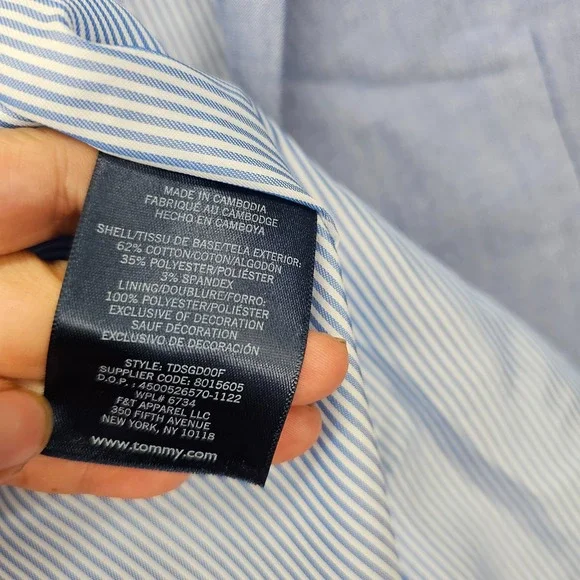 MADE IN CAMBODIA
FABRIQUE AU CAMBODGE
HECHO EN CAMBOYA
SHELL/TISSU DE BASE/TELA EXTERIOR:
62% COTTON/COTON/ALGODÓN
35% POLYESTER/POLIÉSTER
3% SPANDEX
LINING/DOUBLURE/FORRO:
100% POLYESTER/POLIÉSTER
EXCLUSIVE OF DECORATION
SAUF DÉCORATION
EXCLUSIVO DE DECORACIÓN
STYLE: TDSGD00F
SUPPLIER CODE: 8015605
D.O.P. : 4500526570-1122
WPL# 6734
F&T APPAREL LLC
350 FIFTH AVENUE
NEW YORK, NY 10118
www.tommy.com